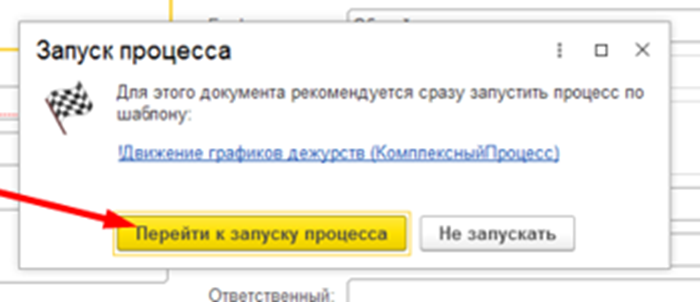 Запуск процесса
Для этого документа рекомендуется сразу запустить процесс по
шаблону:
!Движение графиков дежурств (КомплексныйПроцесс)
Перейти к запуску процесса
Не запускать
Ответственный: